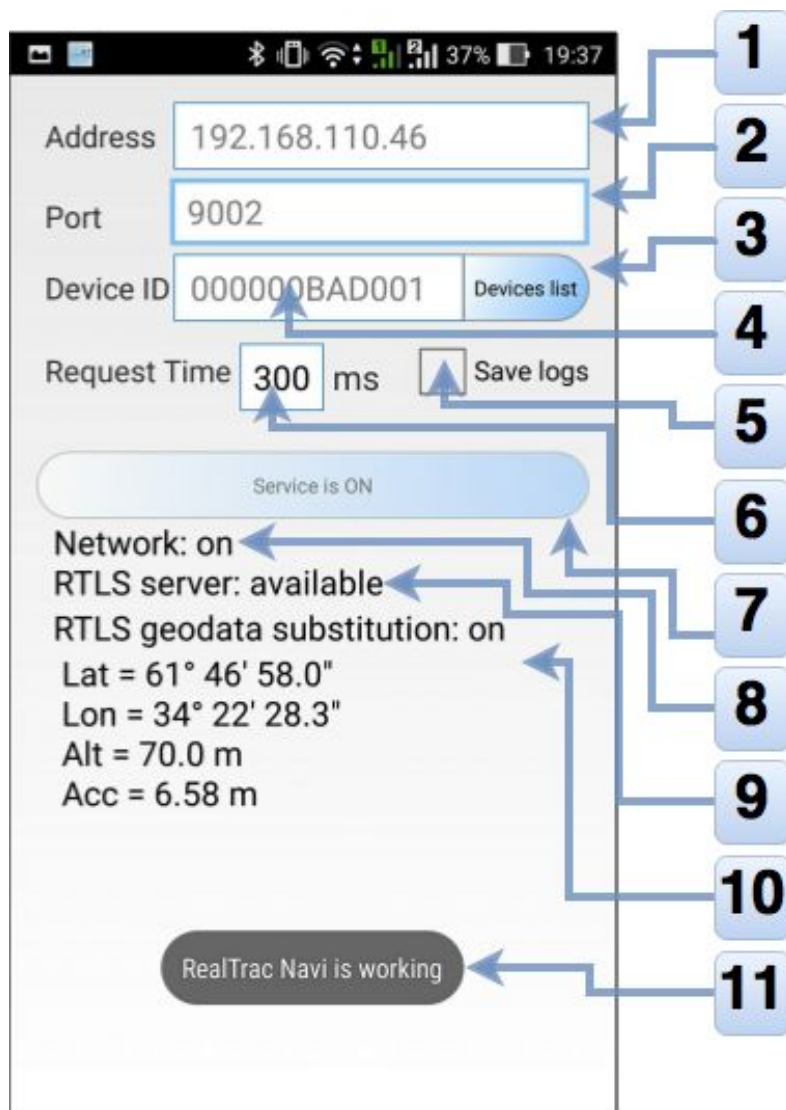 37% 19:37
1
Address 192.168.110.46
2
Port 9002
3
Device ID 000000BAD001 Devices list
4
Request Time 300 ms Save logs
5
Service is ON
6
Network: on
RTLS server: available
7
RTLS geodata substitution: on
Lat = 61° 46' 58.0"
8
Lon = 34° 22' 28.3"
Alt = 70.0 m
Acc = 6.58 m
9
10
RealTrac Navi is working
11